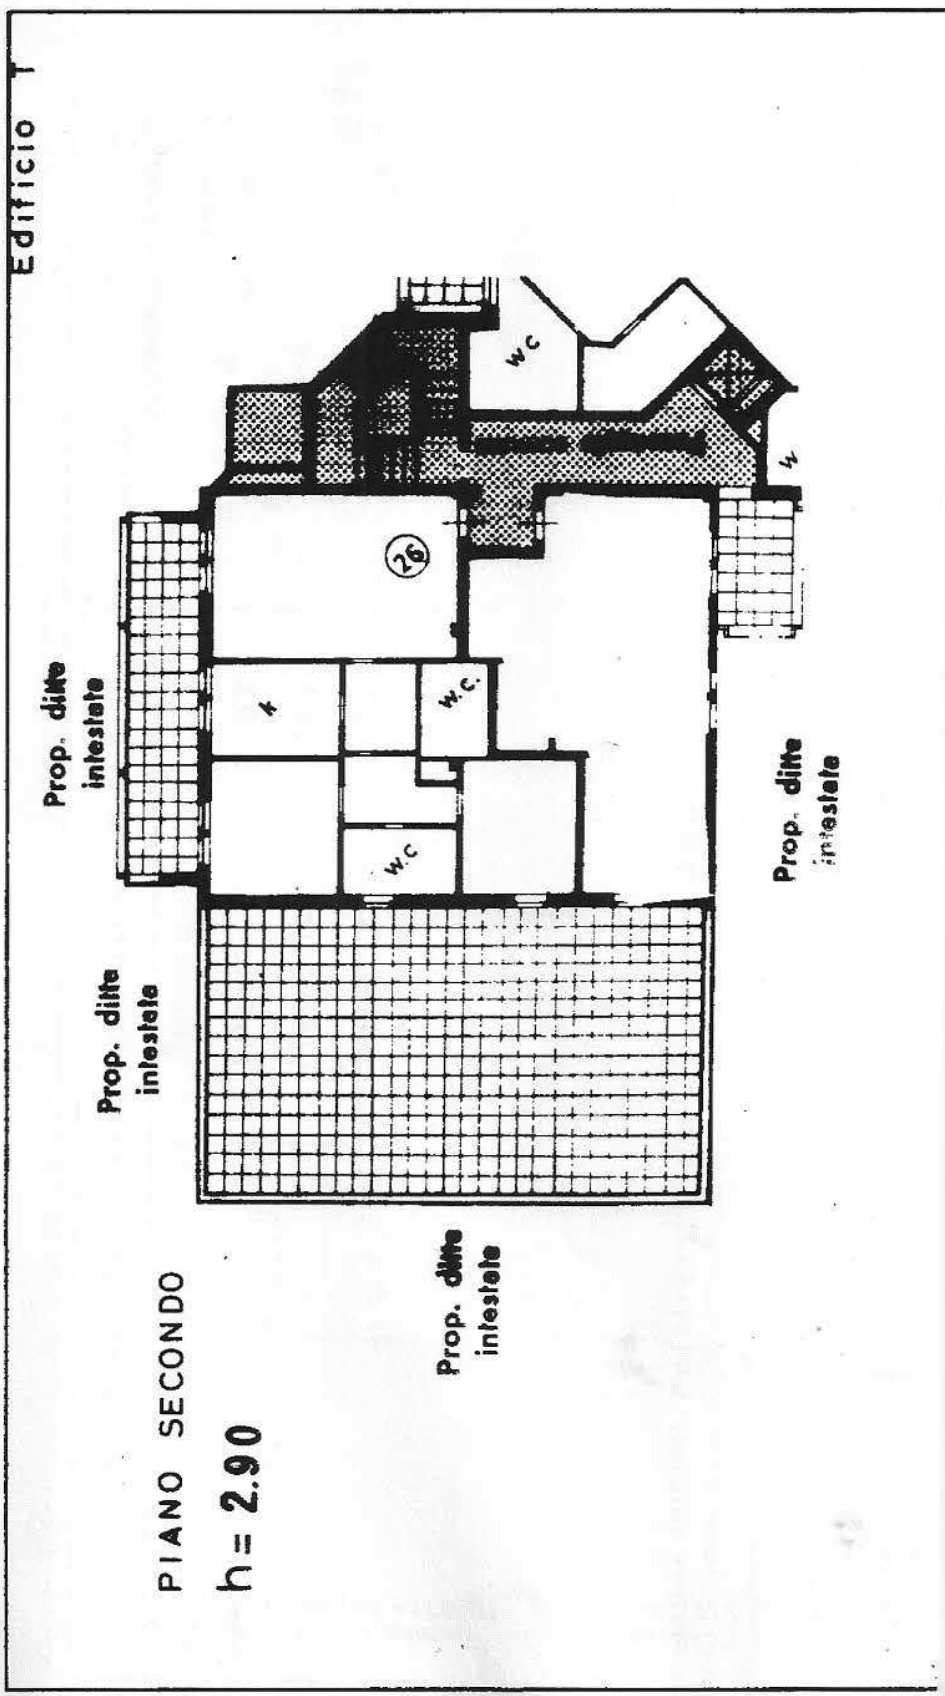 Edificio T
Prop. ditte
intestate
Prop. ditte
intestate
Prop. ditte
intestate
Prop. ditte
intestate
W.C
26
K
W.C.
W.C
PIANO SECONDO
h= 2.90